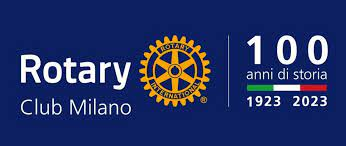 Rotary
Club Milano
ROTARY
INTERNATIONAL
®
100
anni di storia
1923 2023